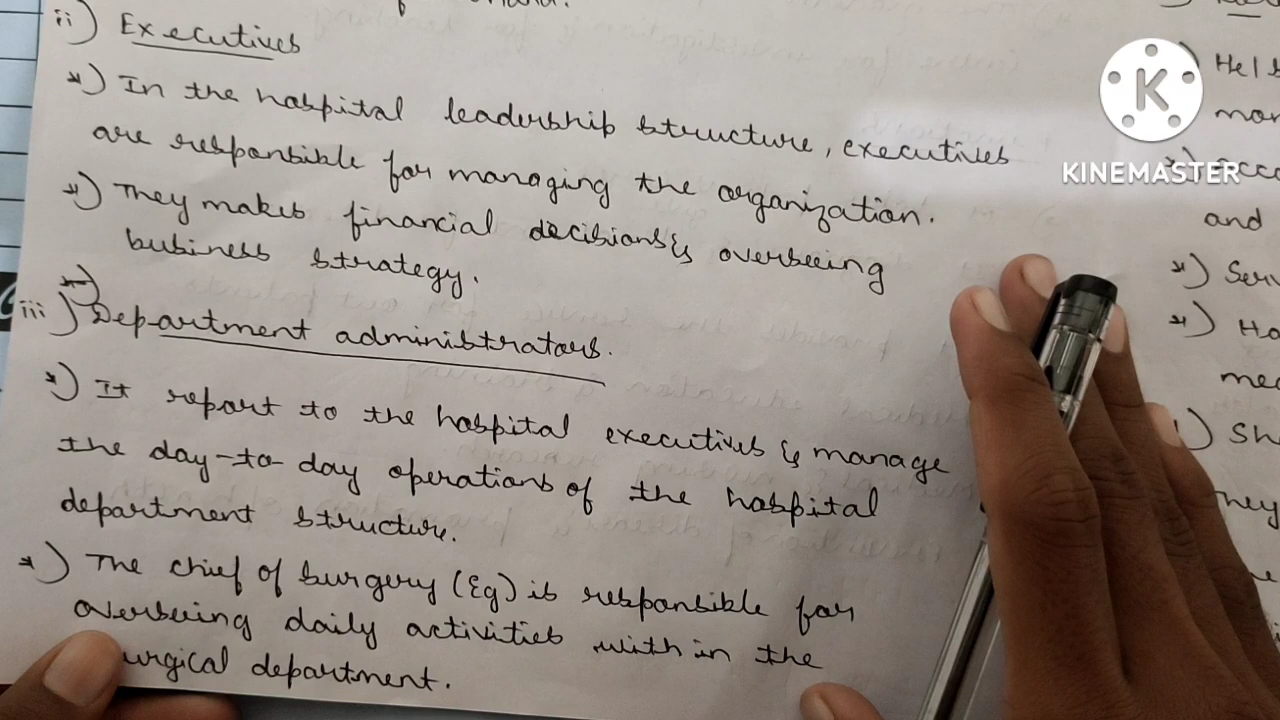 ii) Executives
*) In the hospital leadership structure, executives
are responsible for managing the organization.
*) They makes financial decisions & overseeing
business strategy.
iii) Department administrators.
*) It report to the hospital executives & manage
the day-to-day operations of the hospital
department structure.
*) The chief of surgery (Eg) is responsible for
overseeing daily activities with in the
urgical department.
KINEMASTER
and
*)
*)